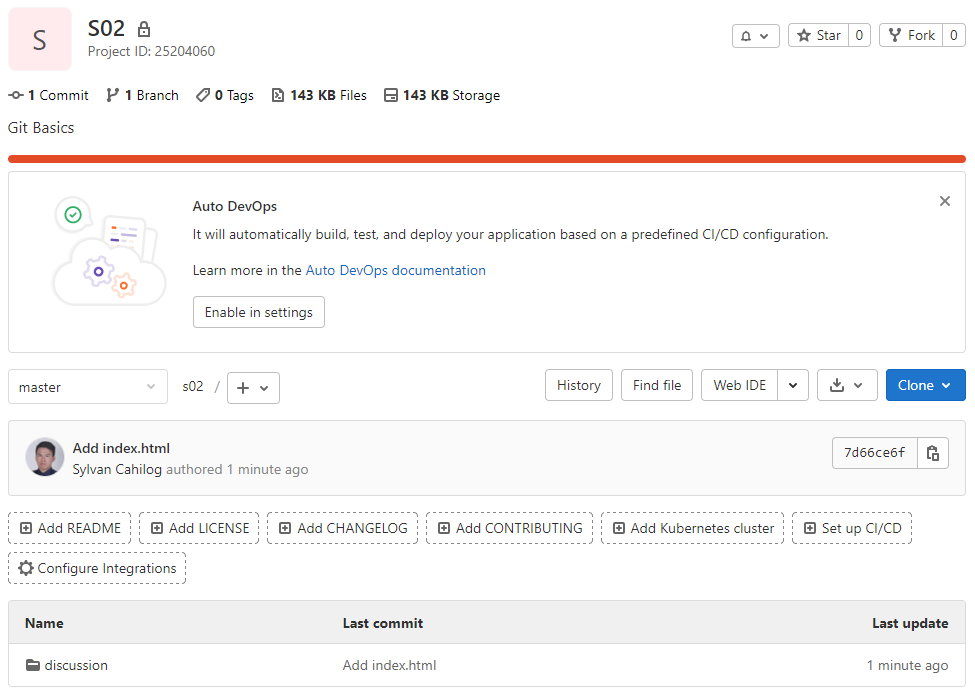 S
S02
Project ID: 25204060
Star 0
Fork 0
1 Commit 1 Branch 0 Tags 143 KB Files 143 KB Storage
Git Basics
Auto DevOps
It will automatically build, test, and deploy your application based on a predefined CI/CD configuration.
Learn more in the Auto DevOps documentation
Enable in settings
master s02 / History Find file Web IDE Clone
Add index.html
Sylvan Cahilog authored 1 minute ago
7d66ce6f
Add README Add LICENSE Add CHANGELOG Add CONTRIBUTING Add Kubernetes cluster Set up CI/CD
Configure Integrations
Name Last commit Last update
discussion Add index.html 1 minute ago